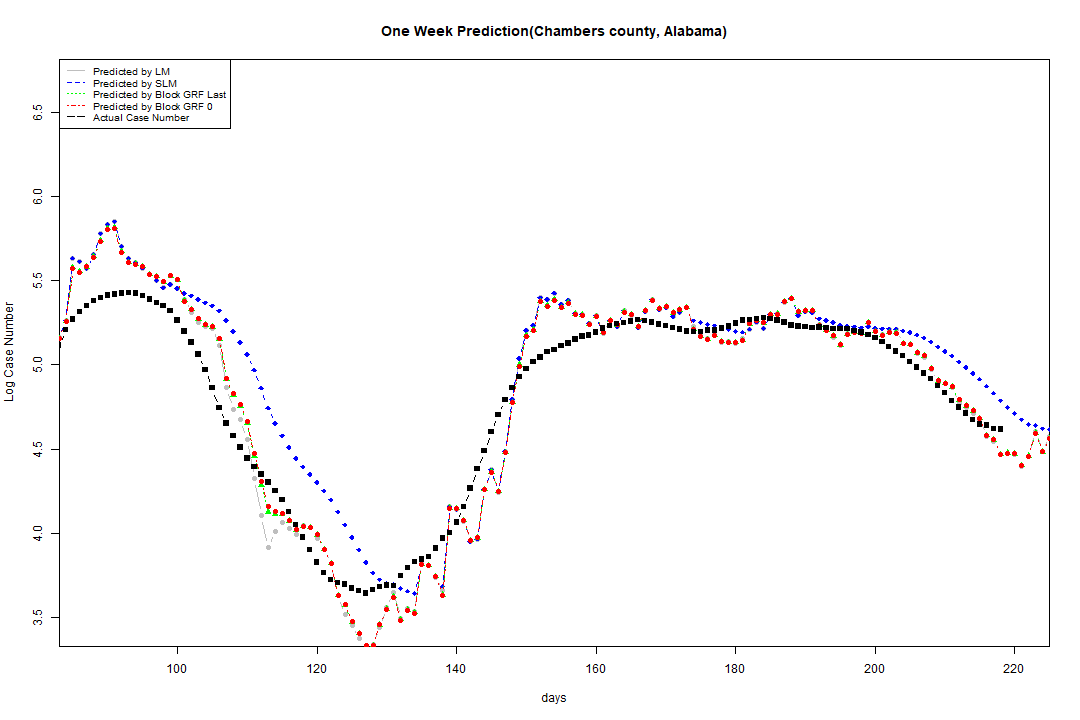 One Week Prediction(Chambers county, Alabama)
Predicted by LM
Predicted by SLM
Predicted by Block GRF Last
Predicted by Block GRF 0
Actual Case Number
6.5
6.0
5.5
5.0
4.5
4.0
3.5
Log Case Number
100 120 140 160 180 200 220
days